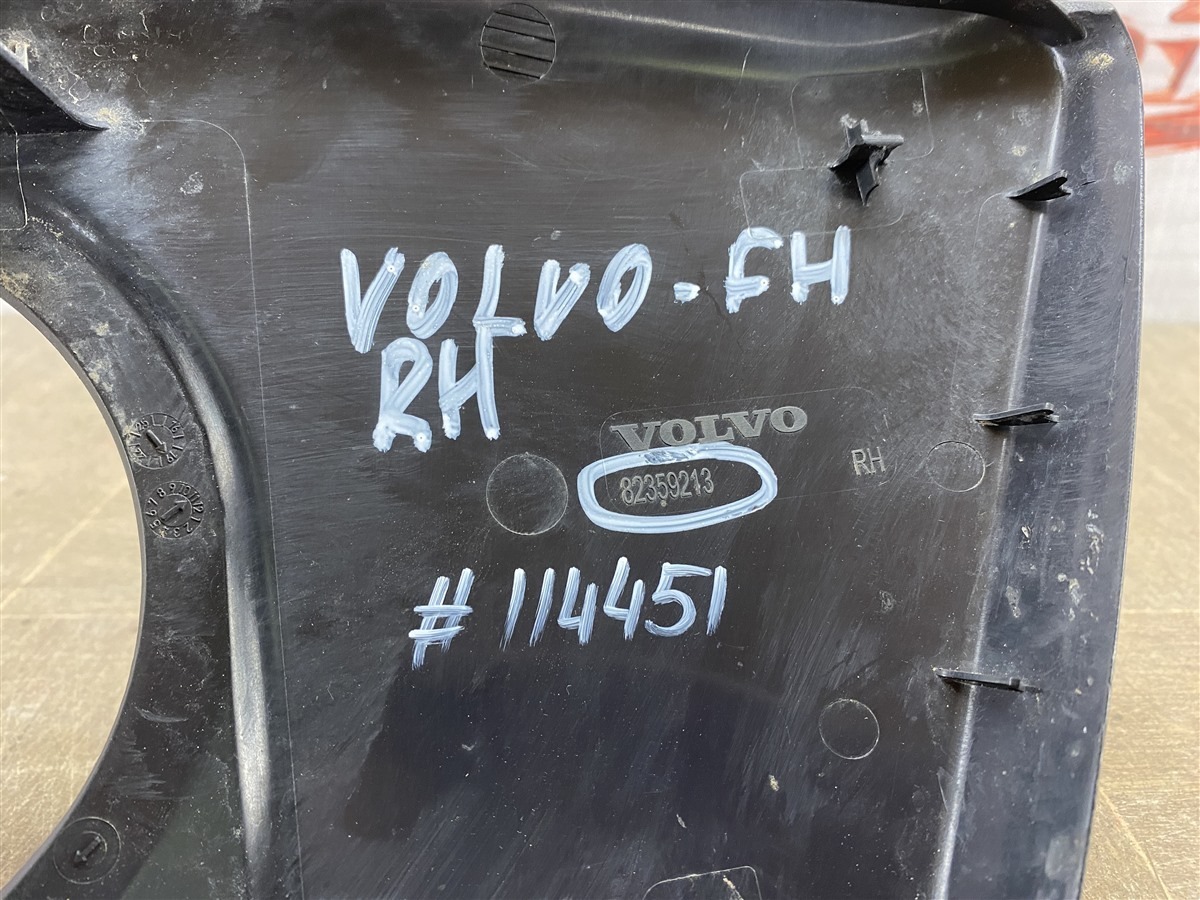 VOLVO-FH
RH
VOLVO
82359213
RH
#114451